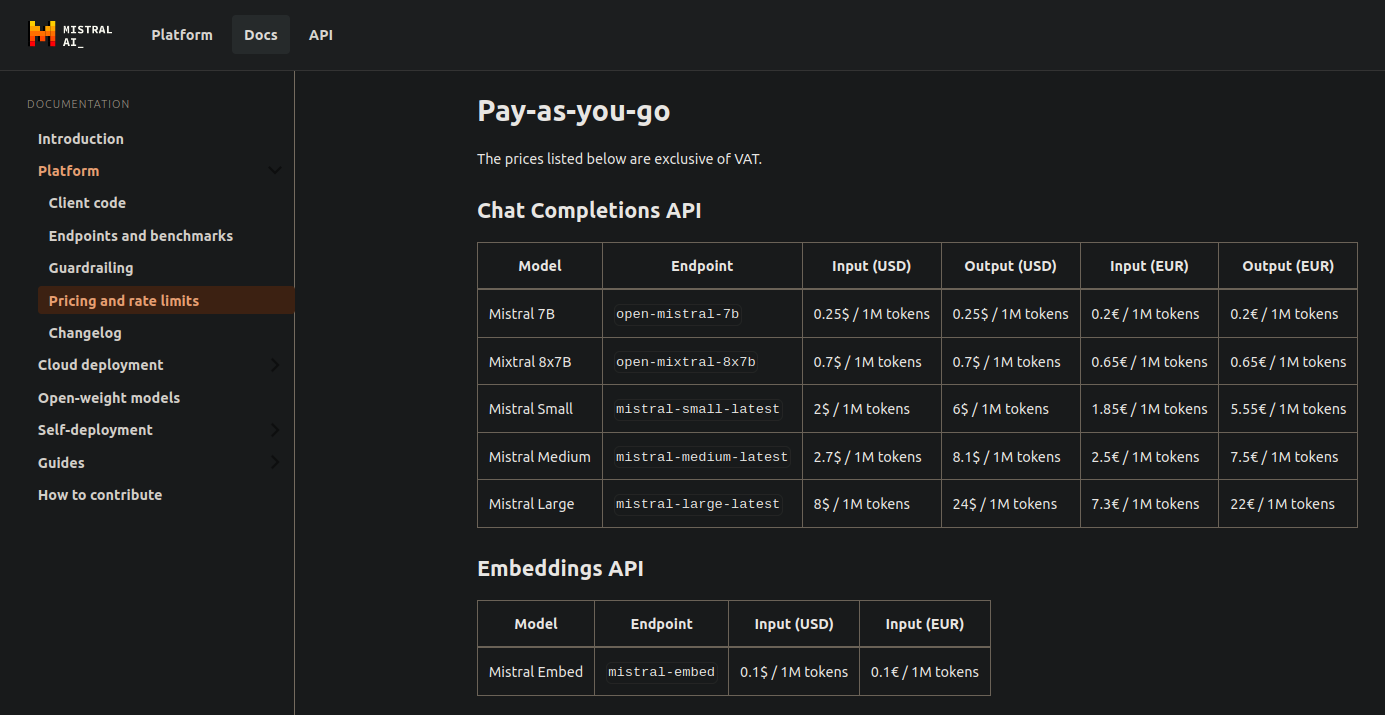 MISTRAL
AI_
Platform Docs API
DOCUMENTATION
Introduction
Platform
Client code
Endpoints and benchmarks
Guardrailing
Pricing and rate limits
Changelog
Cloud deployment
Open-weight models
Self-deployment
Guides
How to contribute
Pay-as-you-go
The prices listed below are exclusive of VAT.
Chat Completions API
Model Endpoint Input (USD) Output (USD) Input (EUR) Output (EUR)
Mistral 7B open-mistral-7b 0.25$ / 1M tokens 0.25$ / 1M tokens 0.2€ / 1M tokens 0.2€ / 1M tokens
Mixtral 8x7B open-mixtral-8x7b 0.7$ / 1M tokens 0.7$ / 1M tokens 0.65€ / 1M tokens 0.65€ / 1M tokens
Mistral Small mistral-small-latest 2$ / 1M tokens 6$ / 1M tokens 1.85€ / 1M tokens 5.55€ / 1M tokens
Mistral Medium mistral-medium-latest 2.7$ / 1M tokens 8.1$ / 1M tokens 2.5€ / 1M tokens 7.5€ / 1M tokens
Mistral Large mistral-large-latest 8$ / 1M tokens 24$ / 1M tokens 7.3€ / 1M tokens 22€ / 1M tokens
Embeddings API
Model Endpoint Input (USD) Input (EUR)
Mistral Embed mistral-embed 0.1$ / 1M tokens 0.1€ / 1M tokens